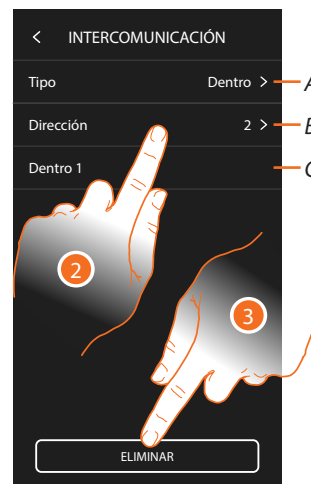 < INTERCOMUNICACIÓN
Tipo Dentro > A
Dirección 2 > B
Dentro 1 C
2
3
ELIMINAR